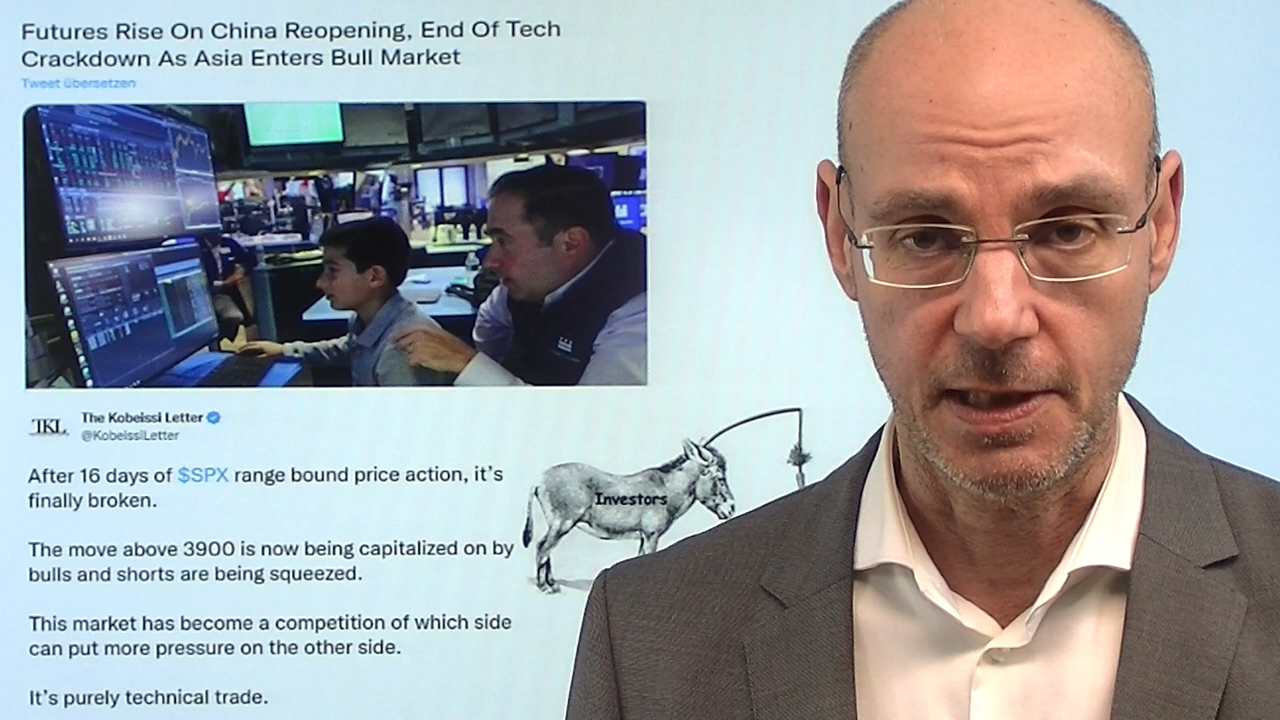 Futures Rise On China Reopening, End Of Tech
Crackdown As Asia Enters Bull Market
Tweet übersetzen
TKL
The Kobeissi Letter
@KobeissiLetter
After 16 days of $SPX range bound price action, it's
finally broken.
The move above 3900 is now being capitalized on by
bulls and shorts are being squeezed.
This market has become a competition of which side
can put more pressure on the other side.
It's purely technical trade.
Investors